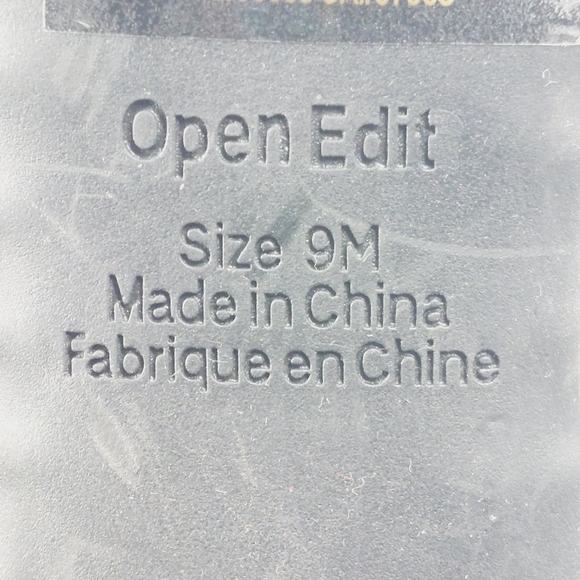 Open Edit
Size 9M
Made in China
Fabrique en Chine